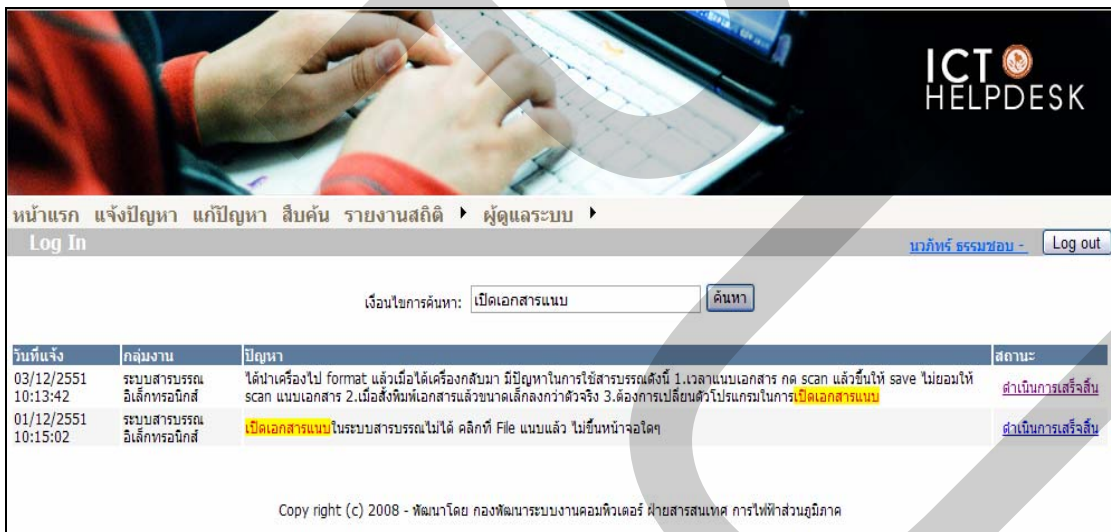 ICT
HELPDESK
หน้าแรก แจ้งปัญหา แก้ปัญหา สืบค้น รายงานสถิติ ผู้ดูแลระบบ
Log In
นวภัทร์ ธรรมชอบ - Log out
เงื่อนไขการค้นหา: เปิดเอกสารแนบ ค้นหา
วันที่แจ้ง กลุ่มงาน ปัญหา สถานะ
03/12/2551 10:13:42 ระบบสารบรรณ อิเล็กทรอนิกส์ ได้นำเครื่องไป format แล้วเมื่อได้เครื่องกลับมา มีปัญหาในการใช้สารบรรณดังนี้ 1.เวลาแนบเอกสาร กด scan แล้วขึ้นให้ save ไม่ยอมให้
scan แนบเอกสาร 2.เมื่อสั่งพิมพ์เอกสารแล้วขนาดเล็กลงกว่าตัวจริง 3.ต้องการเปลี่ยนตัวโปรแกรมในการเปิดเอกสารแนบ ดำเนินการเสร็จสิ้น
01/12/2551 10:15:02 ระบบสารบรรณ อิเล็กทรอนิกส์ เปิดเอกสารแนบในระบบสารบรรณไม่ได้ คลิกที่ File แนบแล้ว ไม่ขึ้นหน้าจอใดๆ ดำเนินการเสร็จสิ้น
Copy right (c) 2008 - พัฒนาโดย กองพัฒนาระบบงานคอมพิวเตอร์ ฝ่ายสารสนเทศ การไฟฟ้าส่วนภูมิภาค